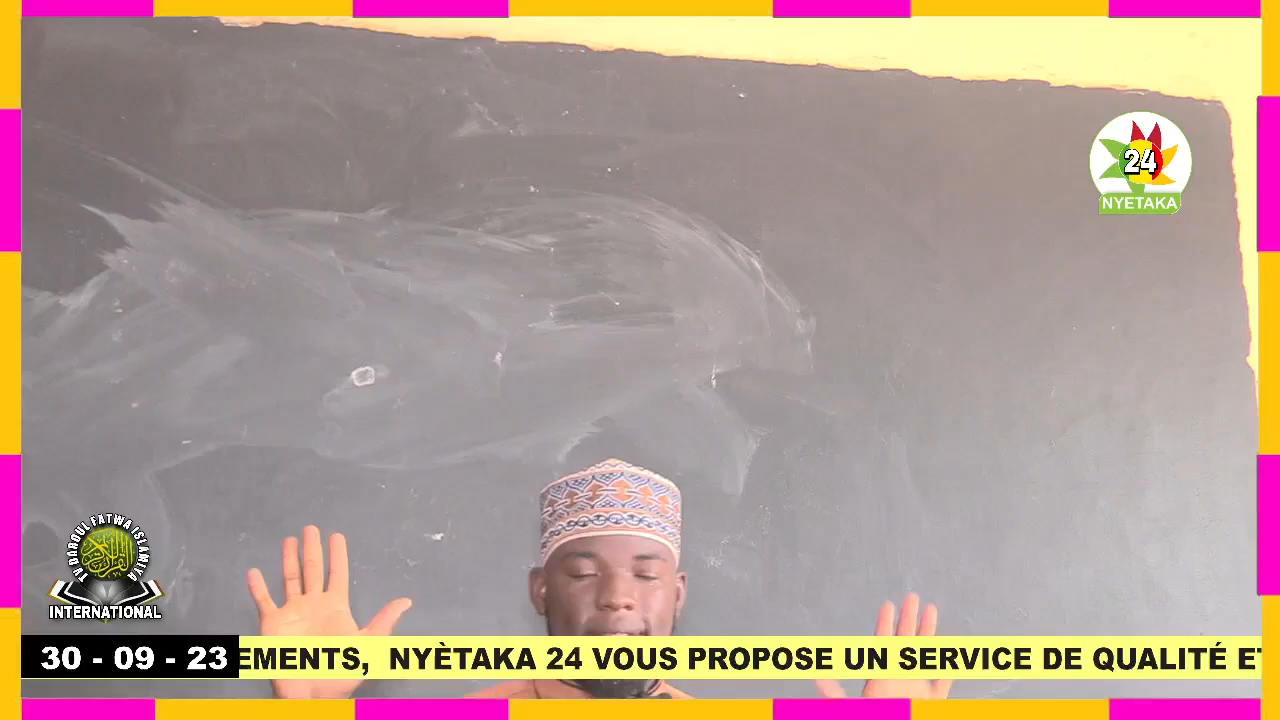 24
NYETAKA
TV DAROUL FATWA ISLAMIYA
INTERNATIONAL
30 - 09 - 23
EMENTS, NYÈTAKA 24 VOUS PROPOSE UN SERVICE DE QUALITÉ ET